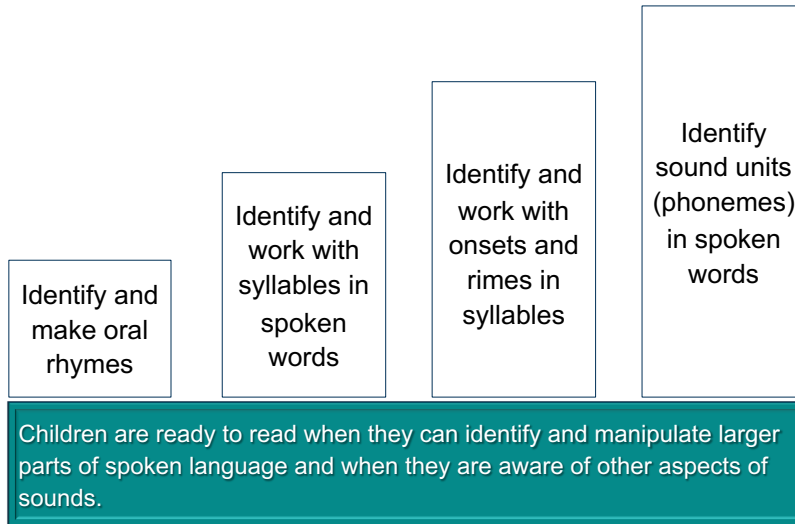 Identify and
make oral
rhymes
Identify and
work with
syllables in
spoken
words
Identify and
work with
onsets and
rimes in
syllables
Identify
sound units
(phonemes)
in spoken
words
Children are ready to read when they can identify and manipulate larger
parts of spoken language and when they are aware of other aspects of
sounds.